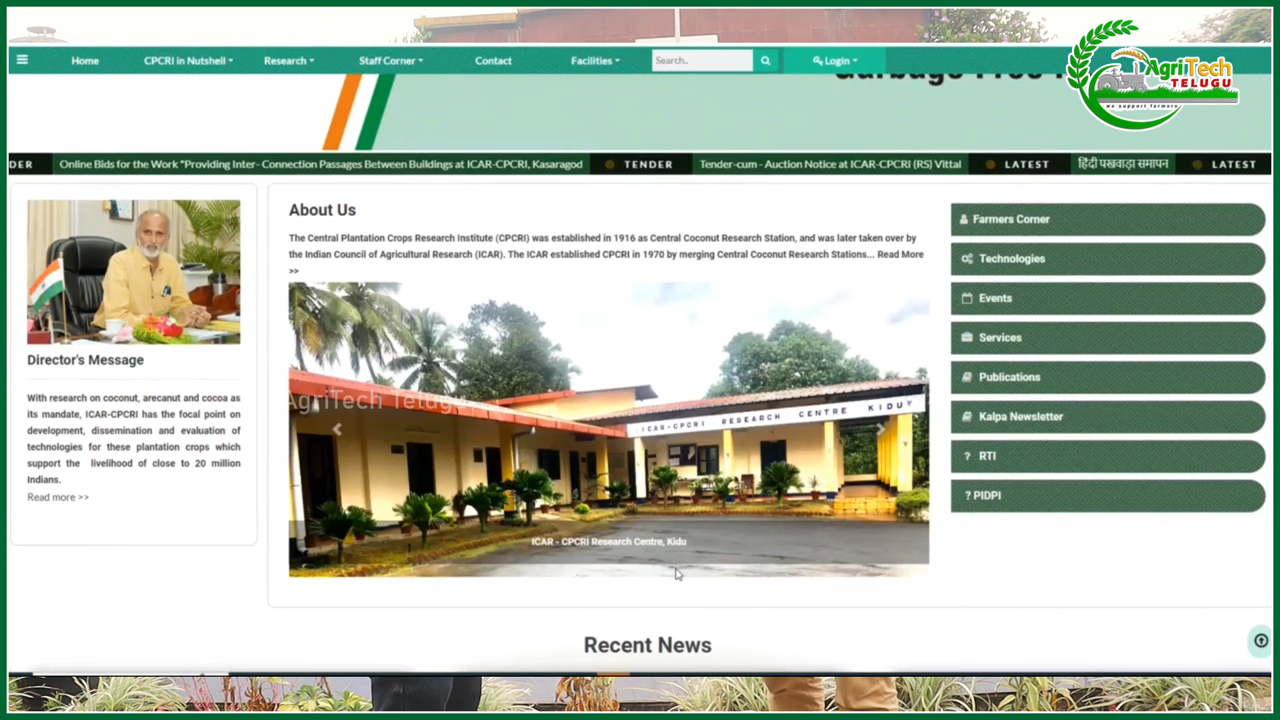 Home
CPCRI in Nutshell
Research
Staff Corner
Contact
Facilities
Search..
Login
AgriTech
TELUGU
we support farmers
DER
Online Bids for the Work "Providing Inter- Connection Passages Between Buildings at ICAR-CPCRI, Kasaragod
TENDER
Tender-cum - Auction Notice at ICAR-CPCRI (RS) Vittal
LATEST
हिंदी पखवाड़ा समापन
LATEST
Director's Message
With research on coconut, arecanut and cocoa as
its mandate, ICAR-CPCRI has the focal point on
development, dissemination and evaluation of
technologies for these plantation crops which
support the livelihood of close to 20 million
Indians.
Read more >>
About Us
The Central Plantation Crops Research Institute (CPCRI) was established in 1916 as Central Coconut Research Station, and was later taken over by
the Indian Council of Agricultural Research (ICAR). The ICAR established CPCRI in 1970 by merging Central Coconut Research Stations... Read More
>>
AgriTech Telugu
ICAR-CPCRI RESEARCH CENTRE KIDU
ICAR - CPCRI Research Centre, Kidu
Farmers Corner
Technologies
Events
Services
Publications
Kalpa Newsletter
? RTI
? PIDPI
Recent News